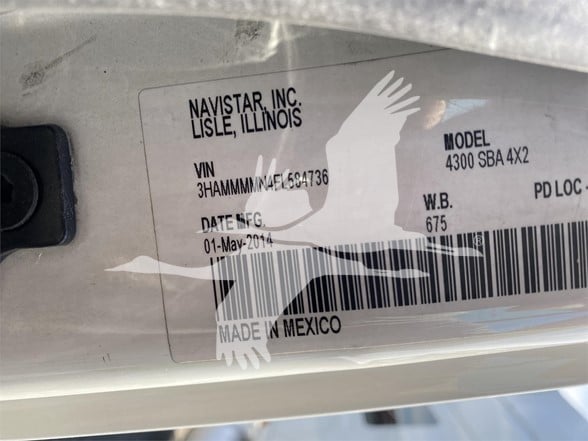 NAVISTAR, INC.
LISLE, ILLINOIS
MODEL
4300 SBA 4X2
VIN
W.B.
675
PD LOC -
DATE MFG.
01-May-2014
MADE IN MEXICO
®